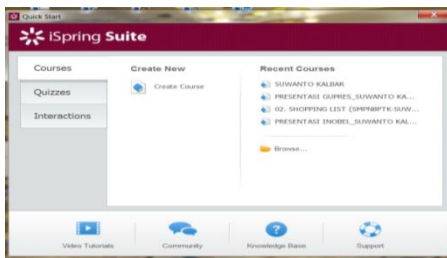 Quick Start
iSpring Suite
Courses
Quizzes
Interactions
Create New
Create Course
Recent Courses
SUWANTO KALBAR
PRESENTASI GUPRES_SUWANTO KA...
02. SHOPPING LIST (SMPN8PTK-SUW...
PRESENTASI INOBEL_SUWANTO KAL...
Browse...
Video Tutorials
Community
Knowledge Base
Support